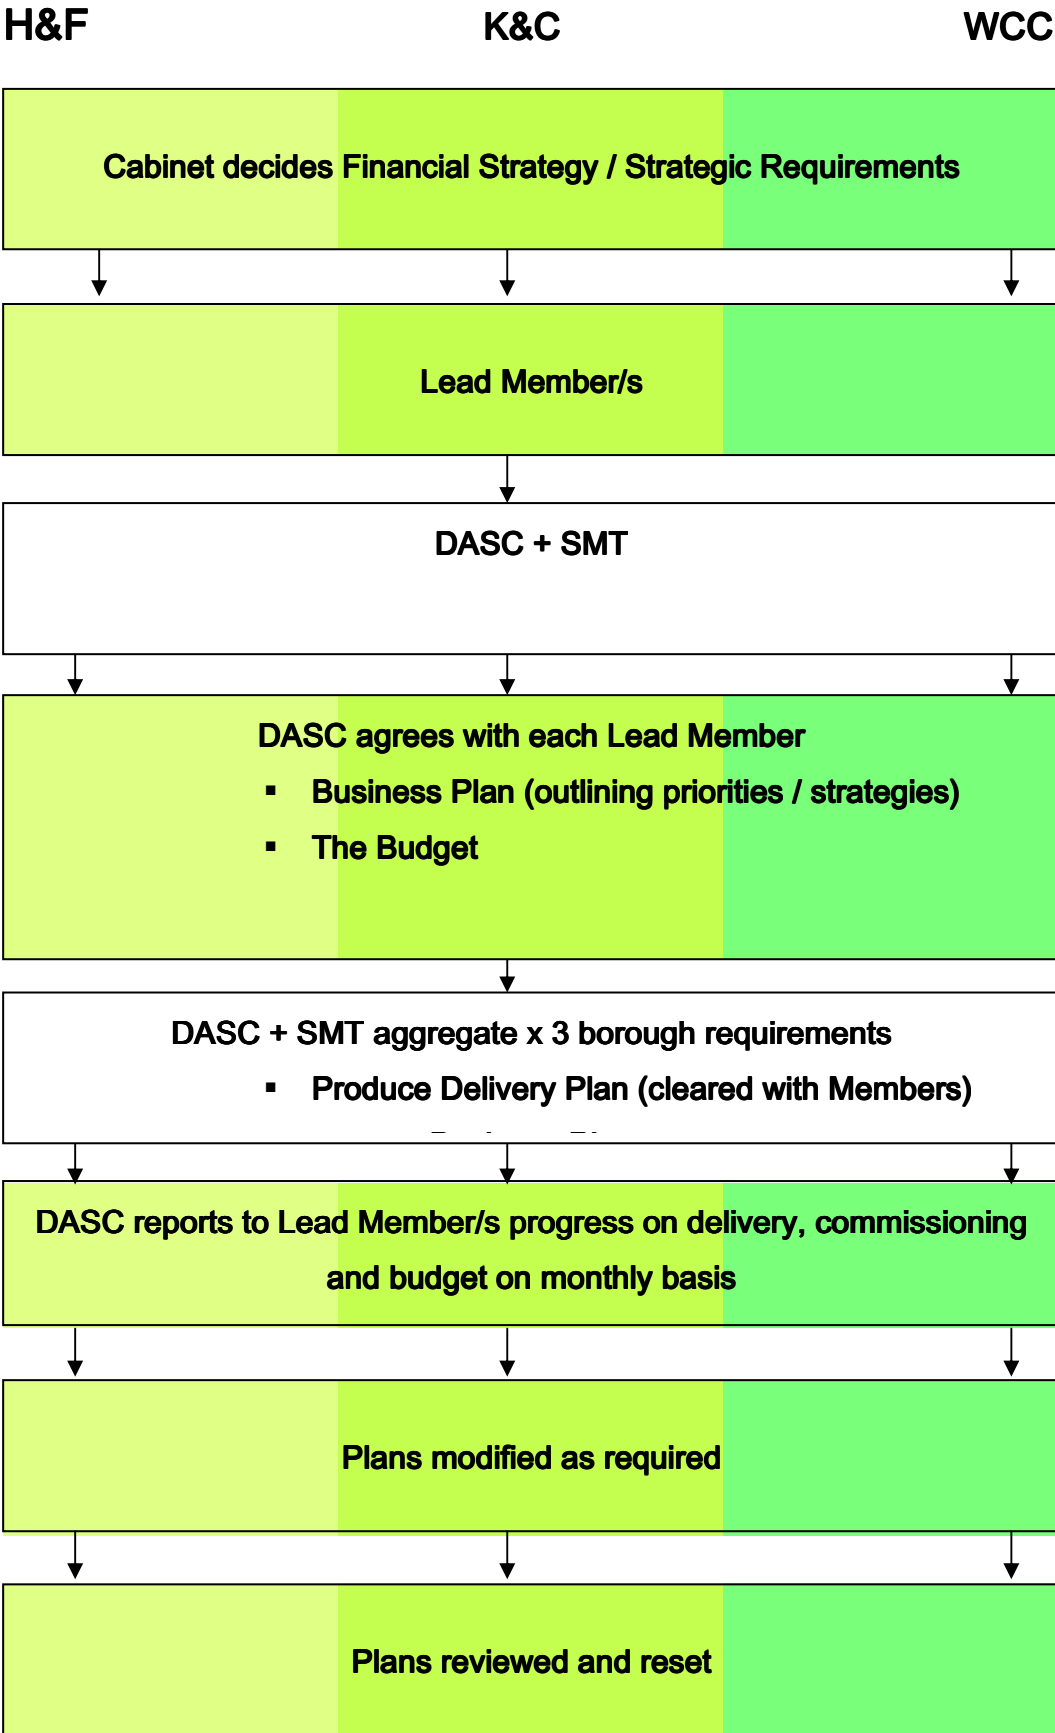 H&F K&C WCC
Cabinet decides Financial Strategy / Strategic Requirements
Lead Member/s
DASC + SMT
DASC agrees with each Lead Member
▪ Business Plan (outlining priorities / strategies)
▪ The Budget
DASC + SMT aggregate x 3 borough requirements
▪ Produce Delivery Plan (cleared with Members)
DASC reports to Lead Member/s progress on delivery, commissioning
and budget on monthly basis
Plans modified as required
Plans reviewed and reset